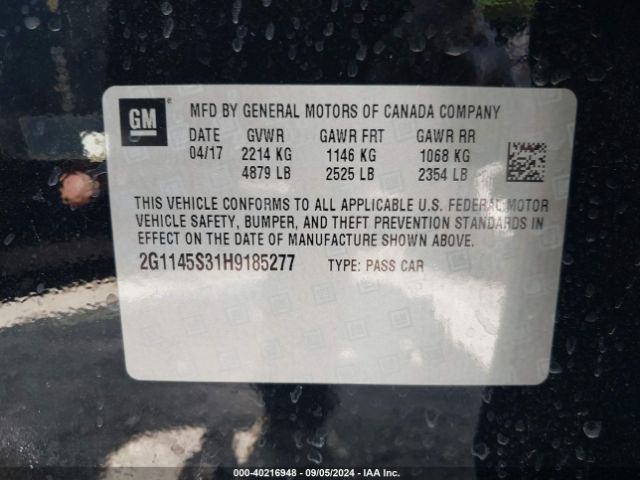 GM ®
MFD BY GENERAL MOTORS OF CANADA COMPANY
DATE GVWR GAWR FRT GAWR RR
04/17 2214 KG 1146 KG 1068 KG
4879 LB 2525 LB 2354 LB
THIS VEHICLE CONFORMS TO ALL APPLICABLE U.S. FEDERAL MOTOR
VEHICLE SAFETY, BUMPER, AND THEFT PREVENTION STANDARDS IN
EFFECT ON THE DATE OF MANUFACTURE SHOWN ABOVE.
2G1145S31H9185277 TYPE: PASS CAR
000-40216948 - 09/05/2024 - IAA Inc.